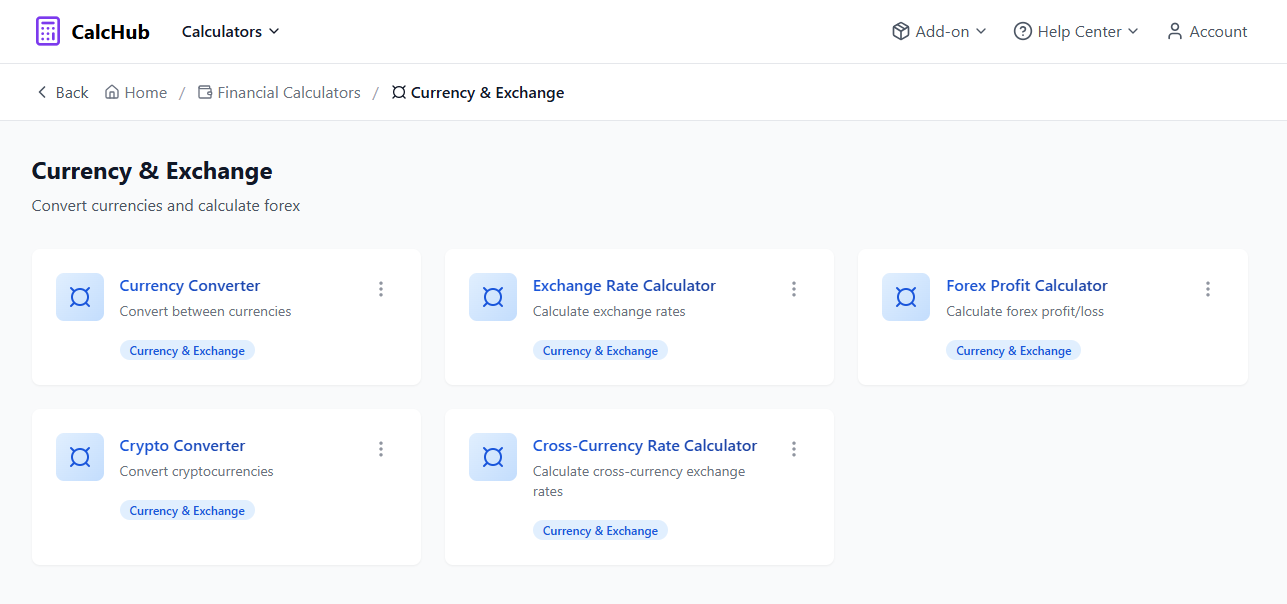 CalcHub Calculators Add-on Help Center Account
Back Home / Financial Calculators / Currency & Exchange
Currency & Exchange
Convert currencies and calculate forex
Currency Converter
Convert between currencies
Currency & Exchange
Exchange Rate Calculator
Calculate exchange rates
Currency & Exchange
Forex Profit Calculator
Calculate forex profit/loss
Currency & Exchange
Crypto Converter
Convert cryptocurrencies
Currency & Exchange
Cross-Currency Rate Calculator
Calculate cross-currency exchange
rates
Currency & Exchange